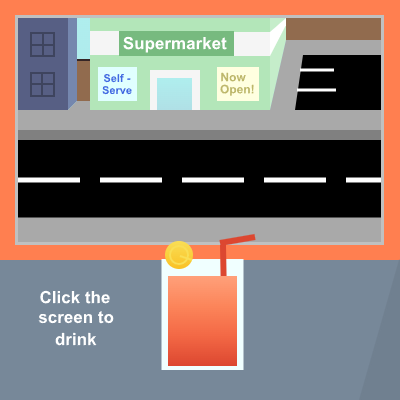 Supermarket
Self -
Serve
Now
Open!
Click the
screen to
drink